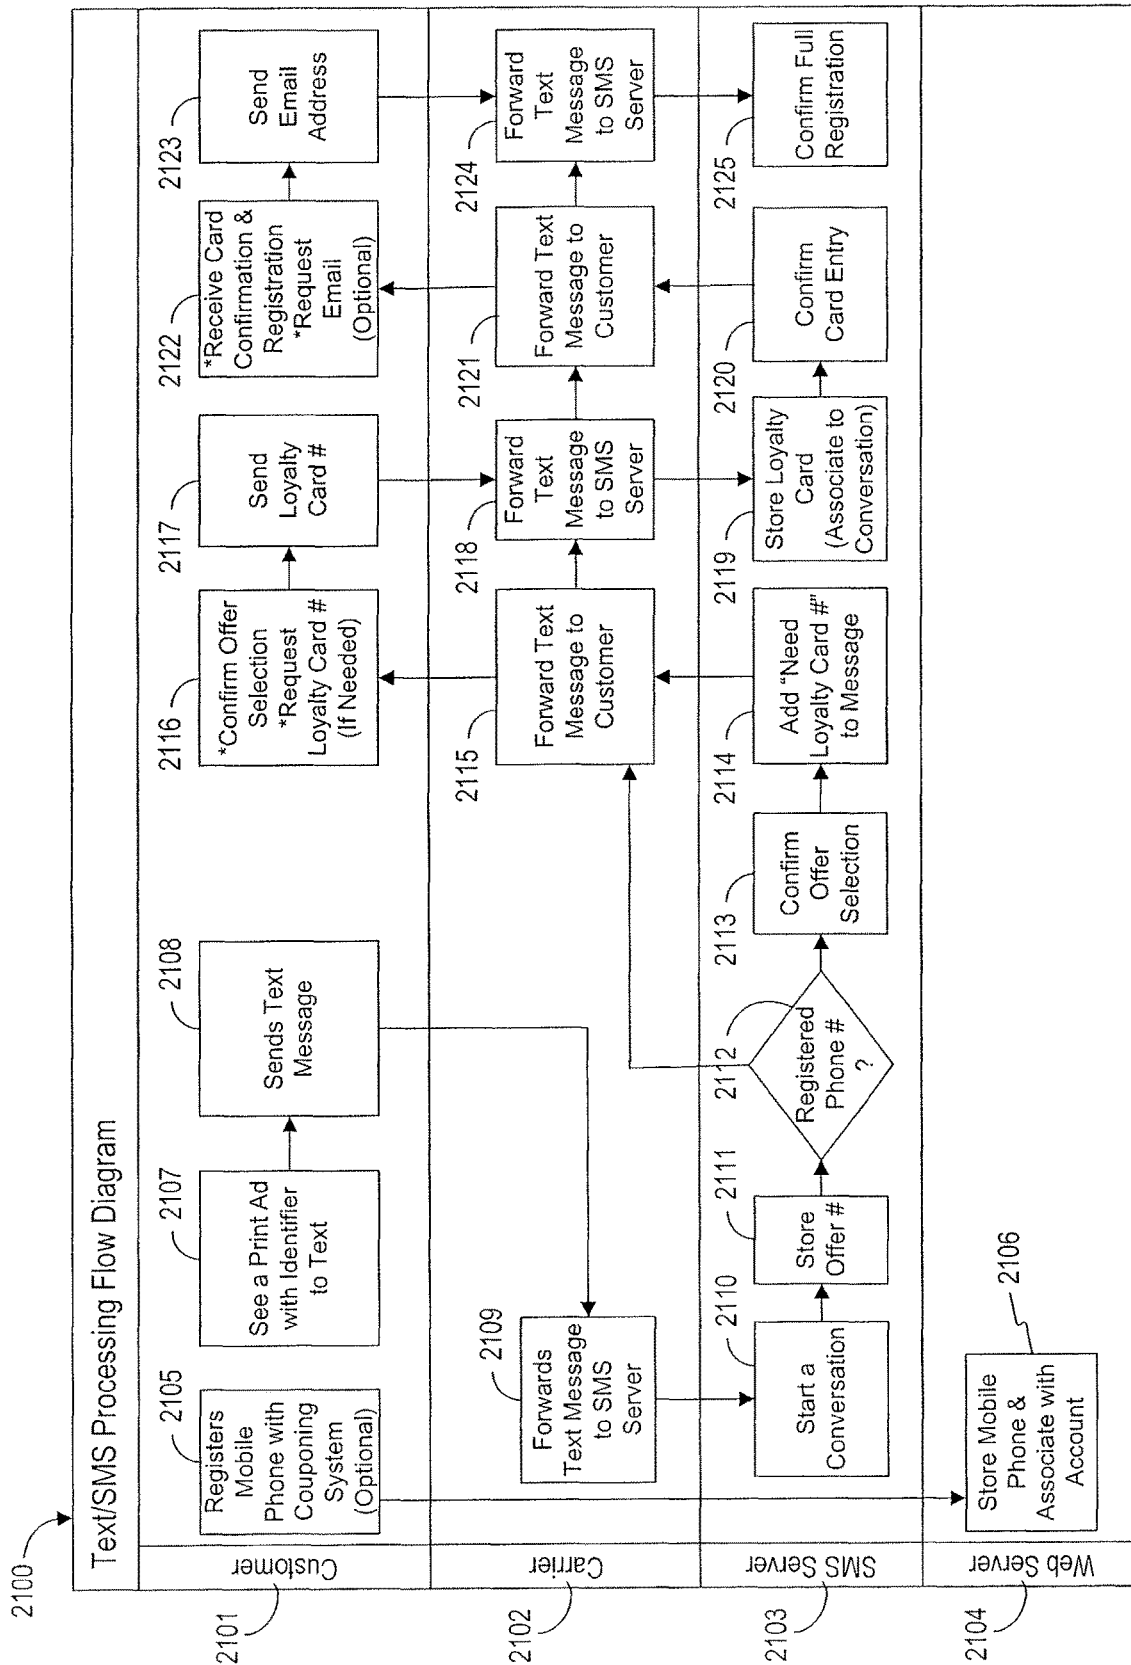 2100
Text/SMS Processing Flow Diagram
2101
Customer
2105
Registers
Mobile
Phone with
Couponing
System
(Optional)
2107
See a Print Ad
with Identifier
to Text
2108
Sends Text
Message
2116
*Confirm Offer
Selection
*Request
Loyalty Card #
(If Needed)
2117
Send
Loyalty
Card #
2122
*Receive Card
Confirmation &
Registration
*Request
Email
(Optional)
2123
Send
Email
Address
2102
Carrier
2109
Forwards
Text Message
to SMS
Server
2115
Forward Text
Message to
Customer
2118
Forward
Text
Message
to SMS
Server
2121
Forward Text
Message to
Customer
2124
Forward
Text
Message
to SMS
Server
2103
SMS Server
2110
Start a
Conversation
2111
Store
Offer #
2112
Registered
Phone #
?
2113
Confirm
Offer
Selection
2114
Add “Need
Loyalty Card #”
to Message
2119
Store Loyalty
Card
(Associate to
Conversation)
2120
Confirm
Card Entry
2125
Confirm Full
Registration
2104
Web Server
2106
Store Mobile
Phone &
Associate with
Account